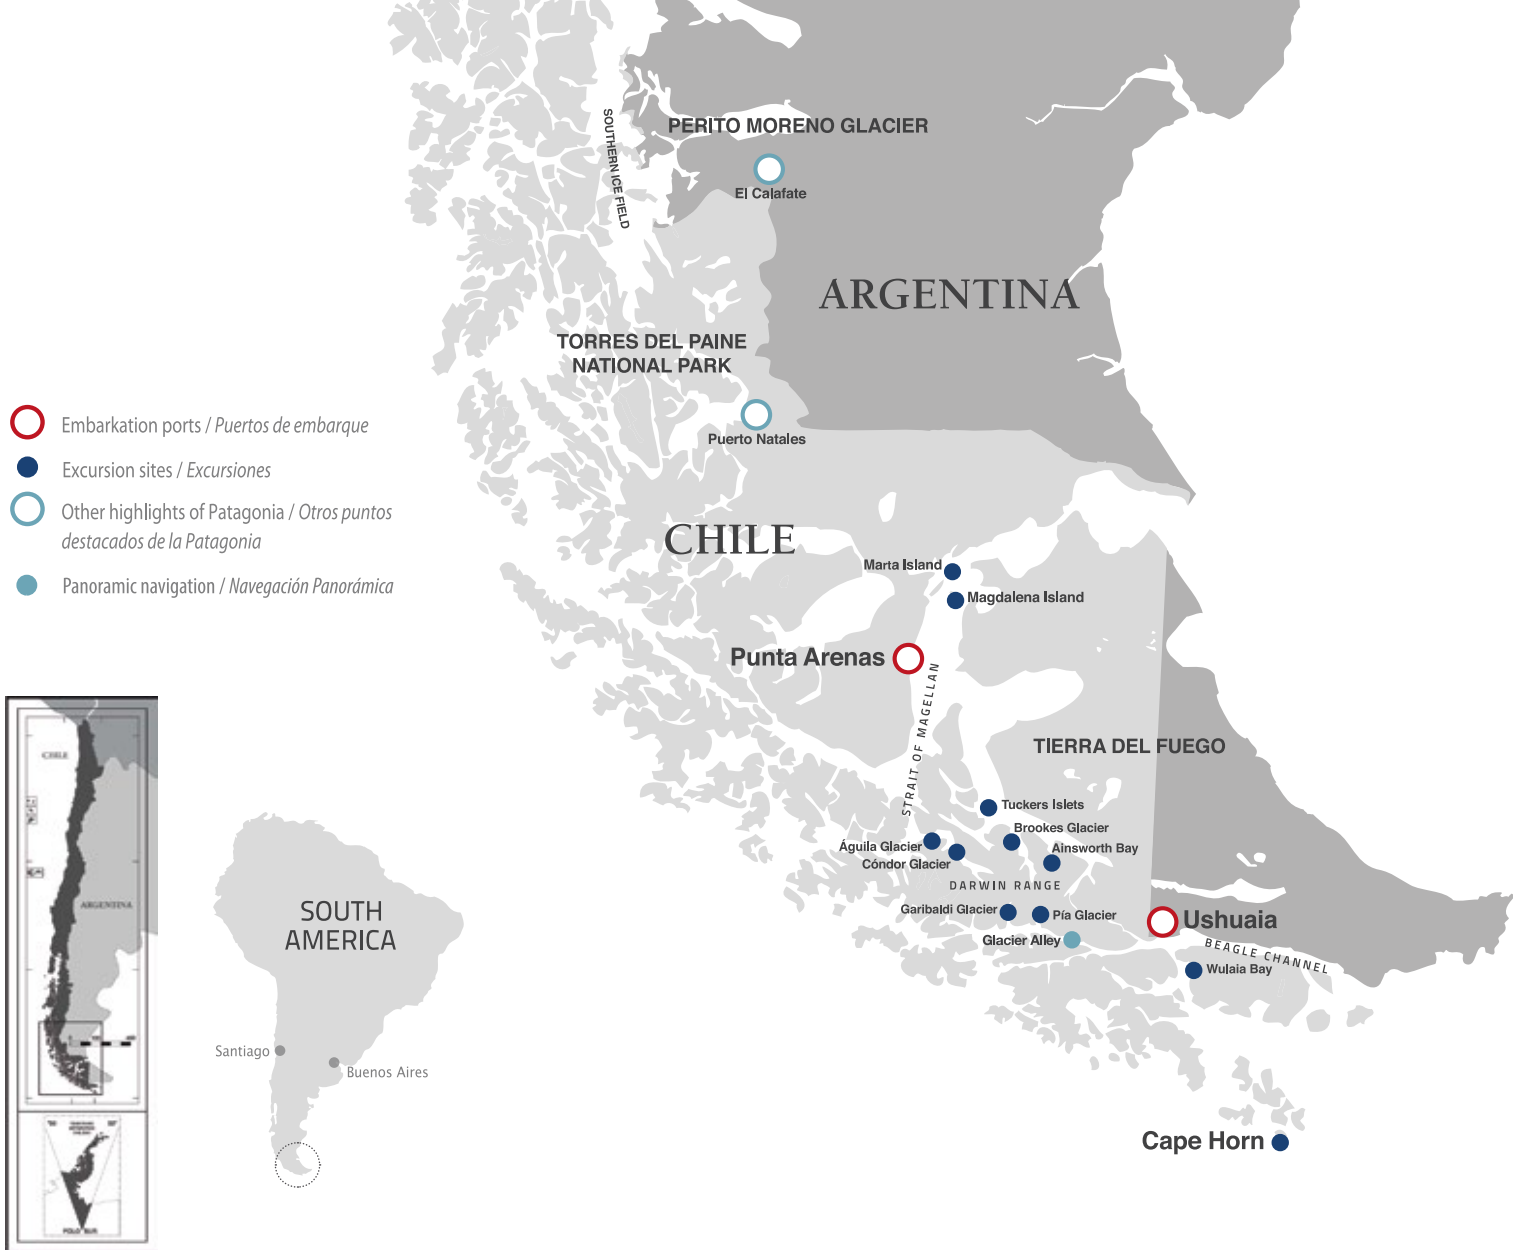 PERITO MORENO GLACIER
El Calafate
SOUTHERN ICE FIELD
ARGENTINA
TORRES DEL PAINE
NATIONAL PARK
Puerto Natales
Embarkation ports / Puertos de embarque
Excursion sites / Excursiones
Other highlights of Patagonia / Otros puntos
destacados de la Patagonia
Panoramic navigation / Navegación Panorámica
CHILE
Marta Island
Magdalena Island
Punta Arenas
STRAIT OF MAGELLAN
TIERRA DEL FUEGO
Tuckers Islets
Brookes Glacier
Águila Glacier
Ainsworth Bay
Cóndor Glacier
DARWIN RANGE
Garibaldi Glacier
Pía Glacier
Ushuaia
Glacier Alley
BEAGLE CHANNEL
Wulaia Bay
Cape Horn
CHILE
ARGENTINA
POLO SUR
SOUTH
AMERICA
Santiago
Buenos Aires